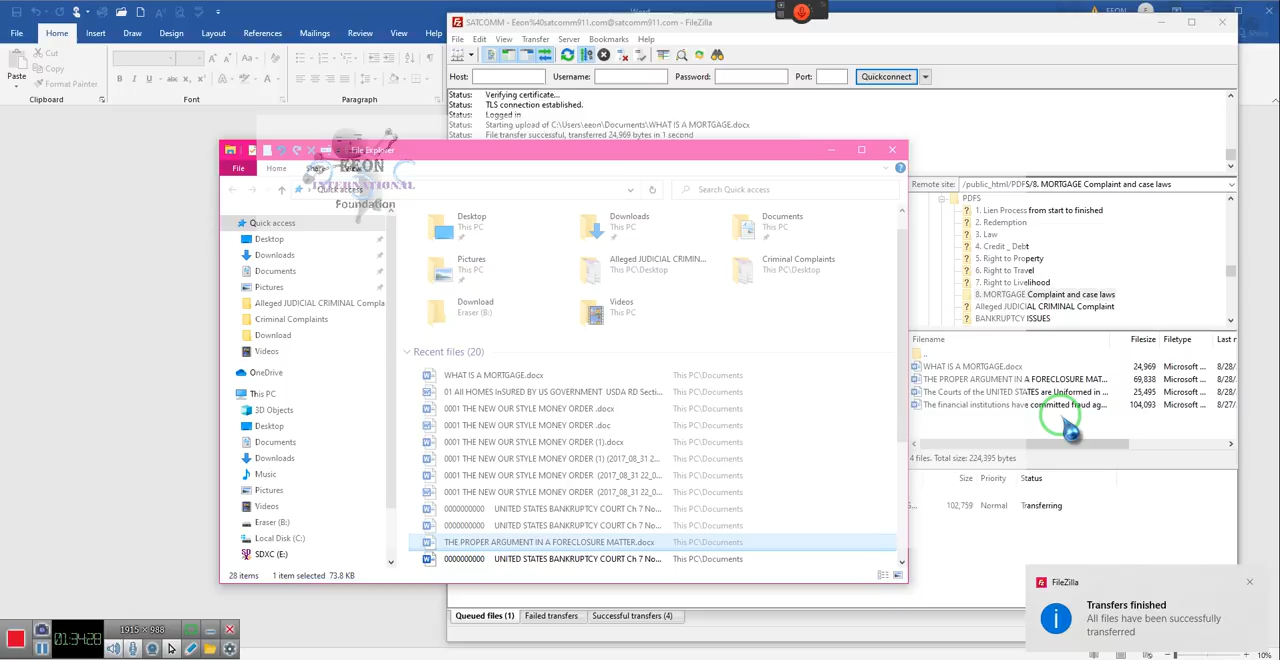 Word
EEON
File Home Insert Draw Design Layout References Mailings Review View Help
Cut
Copy
Format Painter
Paste
Clipboard
Font
Paragraph
SATCOMM - Eeon%40satcomm911.com@satcomm911.com - FileZilla
File Edit View Transfer Server Bookmarks Help
Host: Username: Password: Port: Quickconnect
Status: Verifying certificate...
Status: TLS connection established.
Status: Logged in
Status: Starting upload of C:\Users\eeon\Documents\WHAT IS A MORTGAGE.docx
Status: File transfer successful, transferred 24,969 bytes in 1 second
File Explorer
File Home Share View
EEON
INTERNATIONAL
Foundation
Quick access
Search Quick access
Quick access
Desktop
Downloads
Documents
Pictures
Alleged JUDICIAL CRIMINAL Compla
Criminal Complaints
Download
Videos
OneDrive
This PC
3D Objects
Desktop
Documents
Downloads
Music
Pictures
Videos
Eraser (B:)
Local Disk (C:)
SDXC (E:)
Desktop
This PC
Downloads
This PC
Documents
This PC
Pictures
This PC
Alleged JUDICIAL CRIMIN...
This PC\Desktop
Criminal Complaints
This PC\Desktop
Download
Eraser (B:)
Videos
This PC
Recent files (20)
WHAT IS A MORTGAGE.docx This PC\Documents
01 All HOMES InSURED BY US GOVERNMENT USDA RD Secti... This PC\Documents
0001 THE NEW OUR STYLE MONEY ORDER .docx This PC\Documents
0001 THE NEW OUR STYLE MONEY ORDER .doc This PC\Documents
0001 THE NEW OUR STYLE MONEY ORDER (1).docx This PC\Documents
0001 THE NEW OUR STYLE MONEY ORDER (1) (2017_08_31 22_0... This PC\Documents
0001 THE NEW OUR STYLE MONEY ORDER (2017_08_31 22_0... This PC\Documents
0001 THE NEW OUR STYLE MONEY ORDER (2017_08_31 22_0... This PC\Documents
0000000000 UNITED STATES BANKRUPTCY COURT Ch 7 No... This PC\Documents
0000000000 UNITED STATES BANKRUPTCY COURT Ch 7 No... This PC\Documents
THE PROPER ARGUMENT IN A FORECLOSURE MATTER.docx This PC\Documents
0000000000 UNITED STATES BANKRUPTCY COURT Ch 7 No... This PC\Documents
28 items 1 item selected 73.8 KB
Remote site: /public_html/PDFS/8. MORTGAGE Complaint and case laws
PDFS
1. Lien Process from start to finished
2. Redemption
3. Law
4. Credit _ Debt
5. Right to Property
6. Right to Travel
7. Right to Livelihood
8. MORTGAGE Complaint and case laws
Alleged JUDICIAL CRIMINAL Complaint
BANKRUPTCY ISSUES
Filename Filesize Filetype Last r
..
WHAT IS A MORTGAGE.docx 24,969 Microsoft ... 8/28/
THE PROPER ARGUMENT IN A FORECLOSURE MAT... 69,838 Microsoft ... 8/28/
The Courts of the UNITED STATES are Uniformed in ... 25,495 Microsoft ... 8/28/
The financial institutions have committed fraud ag... 104,093 Microsoft ... 8/27/
4 files. Total size: 224,395 bytes
Size Priority Status
102,759 Normal Transferring
Queued files (1) Failed transfers Successful transfers (4)
FileZilla
Transfers finished
All files have been successfully
transferred
1915 × 988
01:34:28
10%